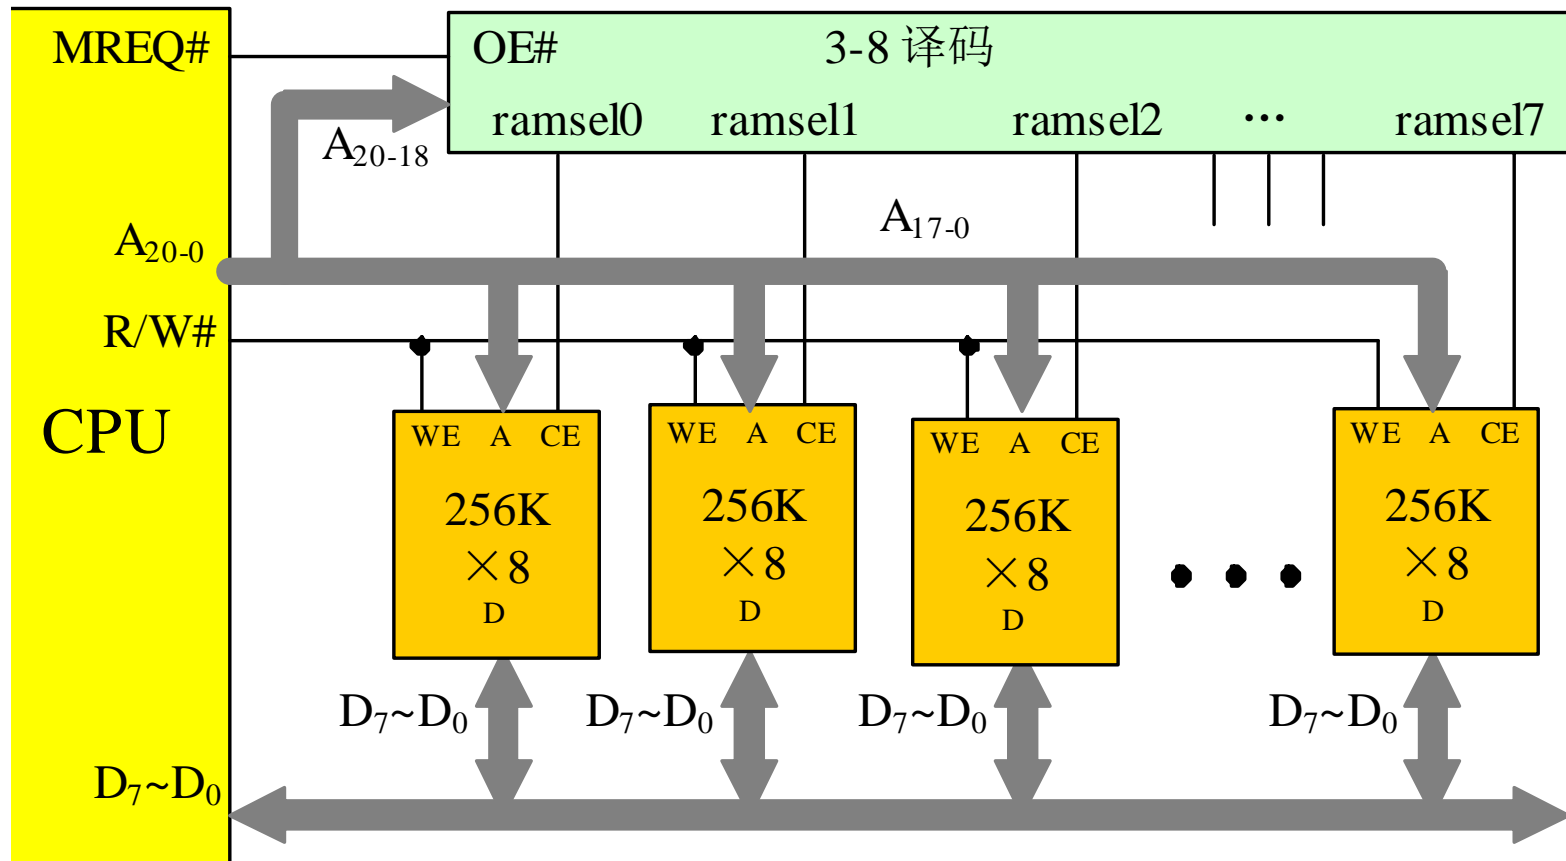 MREQ#
OE#
3-8 译码
ramsel0
ramsel1
ramsel2
...
ramsel7
A20-18
A20-0
A17-0
R/W#
CPU
WE A CE
256K
×8
D
WE A CE
256K
×8
D
WE A CE
256K
×8
D
WE A CE
256K
×8
D
D7~D0
D7~D0
D7~D0
D7~D0
D7~D0